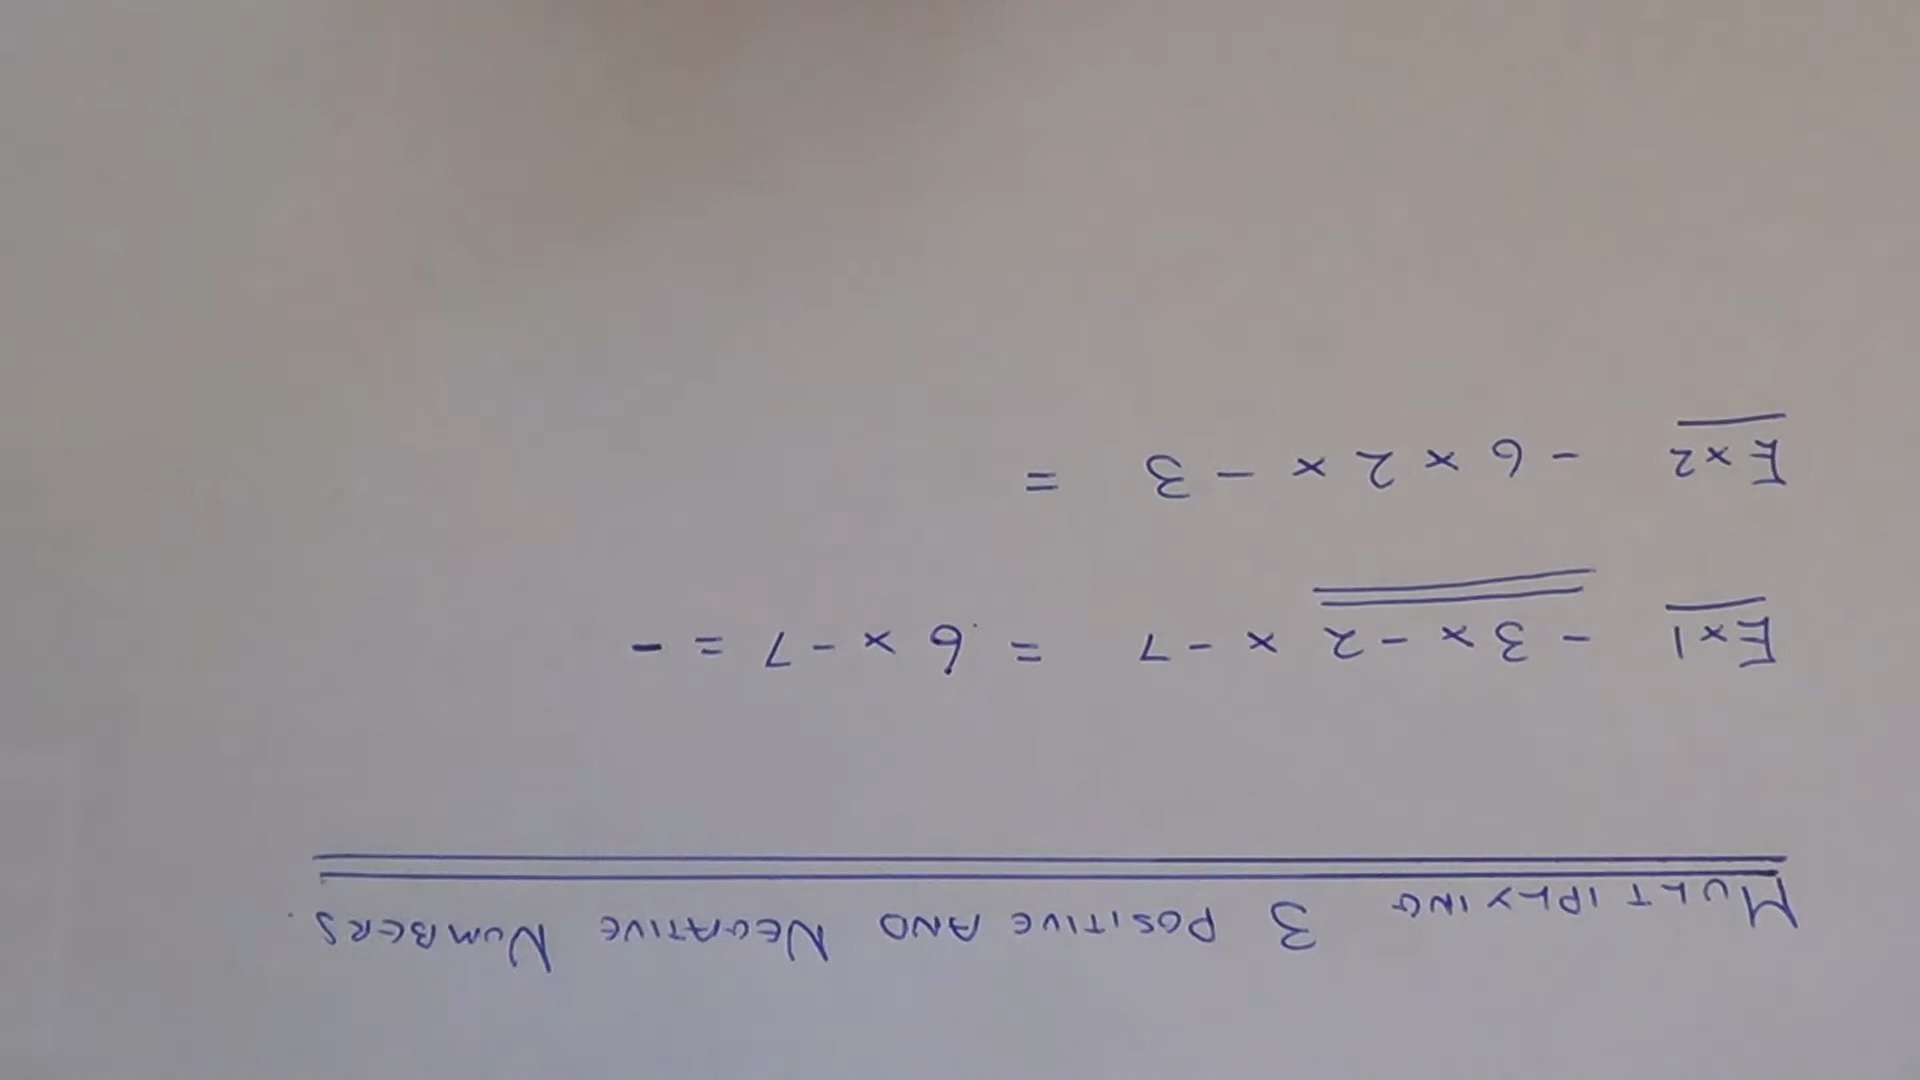 MULTIPLYING 3 POSITIVE AND NEGATIVE NUMBERS.
Ex1 - 3 x - 2 x - 7 = 6 x - 7 = -
Ex2 - 6 x 2 x - 3 =